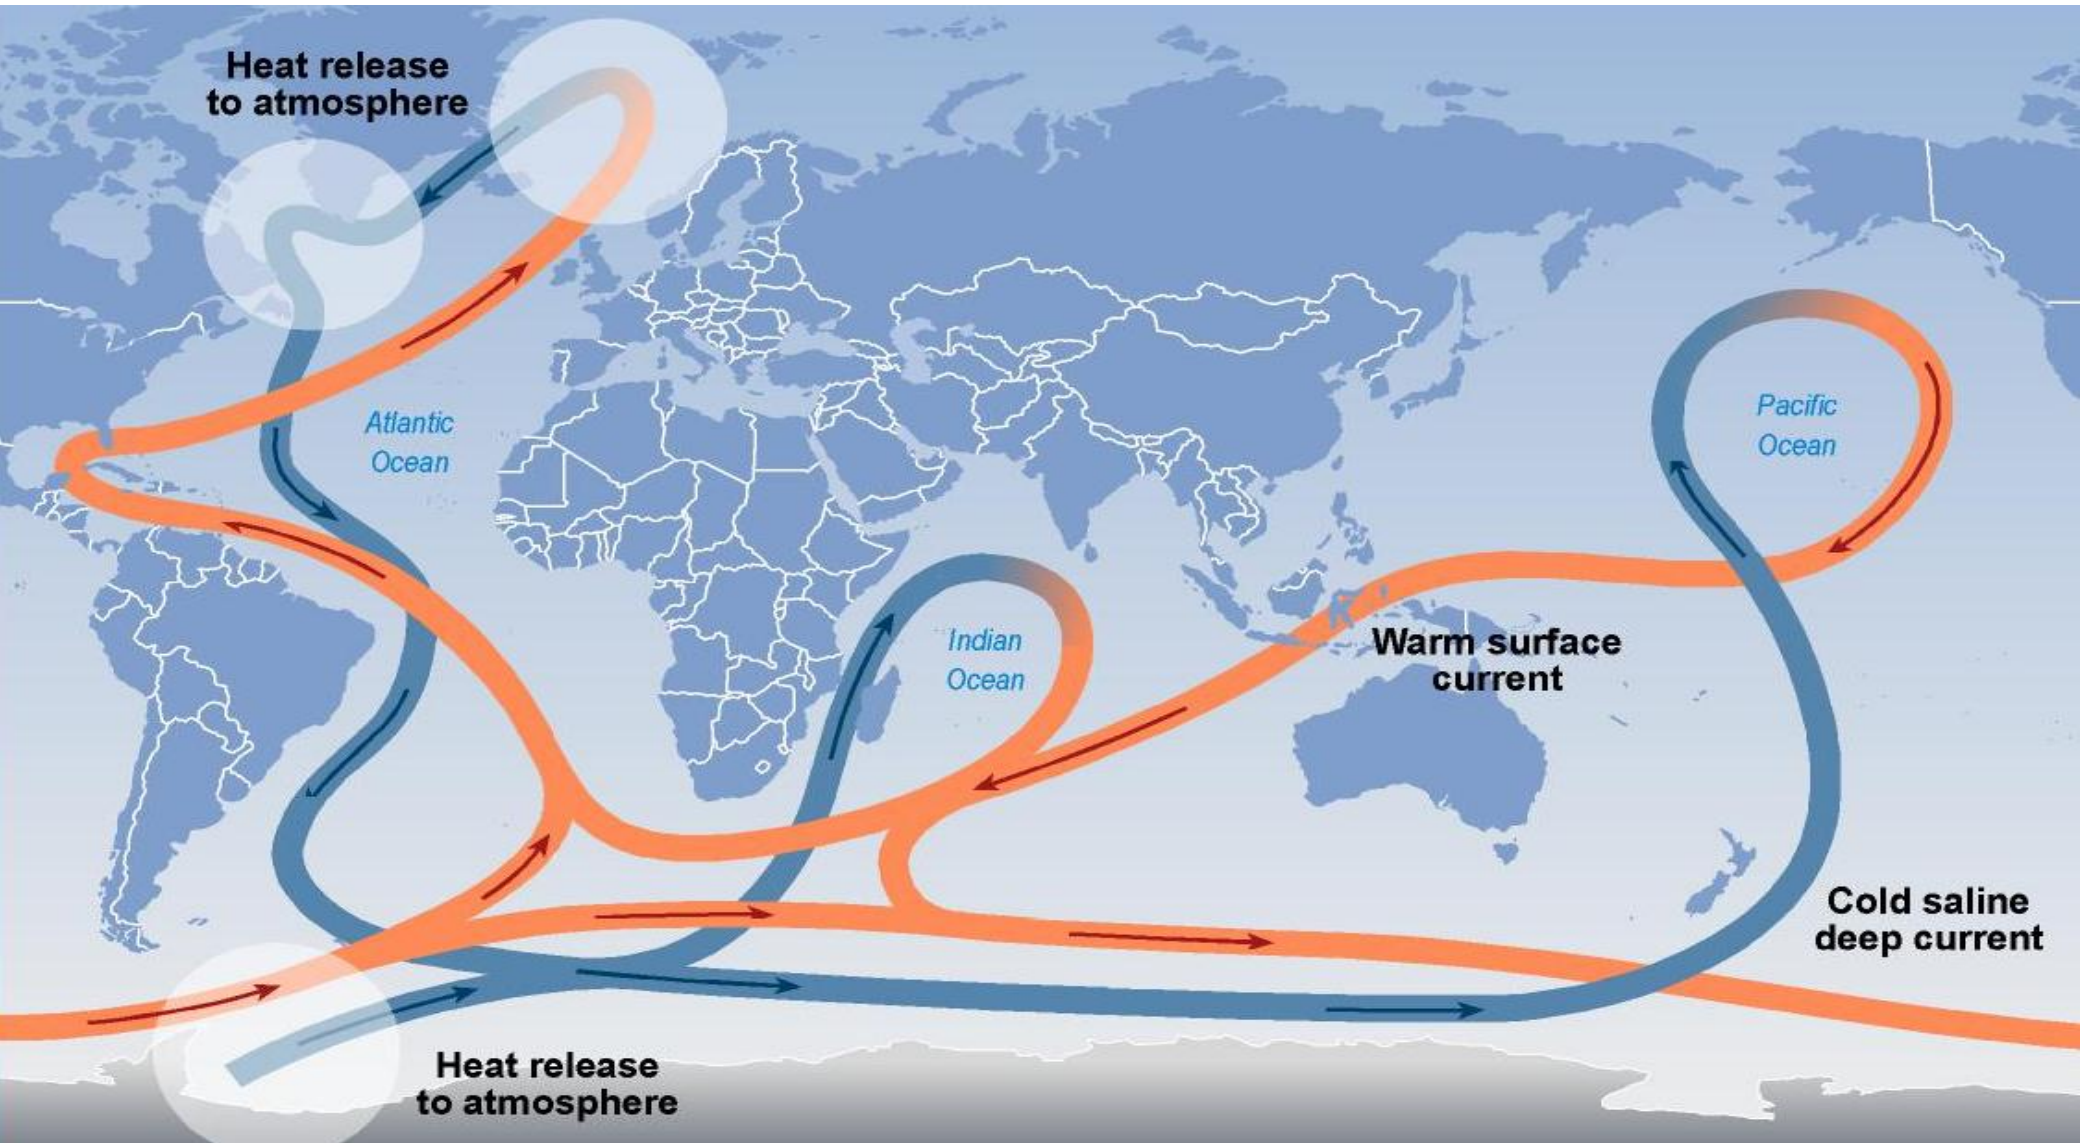 Heat release
to atmosphere
Atlantic
Ocean
Pacific
Ocean
Indian
Ocean
Warm surface
current
Cold saline
deep current
Heat release
to atmosphere